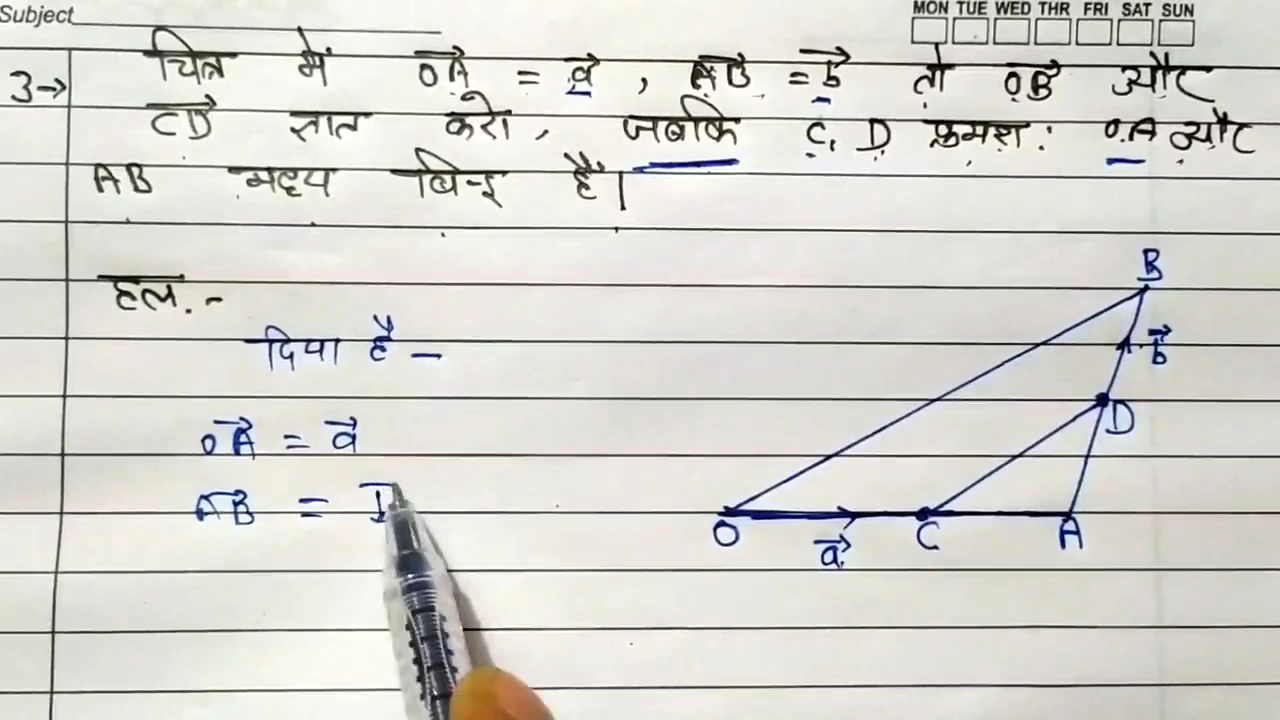 Subject
MON TUE WED THR FRI SAT SUN
3→ चित्र में OA⃗ = a⃗ , AB⃗ = b⃗ तो OB⃗ और
CD⃗ ज्ञात करो, जबकि C, D क्रमश: OA और
AB मध्य बिन्दु है।
हल.-
दिया है –
OA⃗ = a⃗
AB⃗ =
B
b⃗
D
O
a⃗
C
A